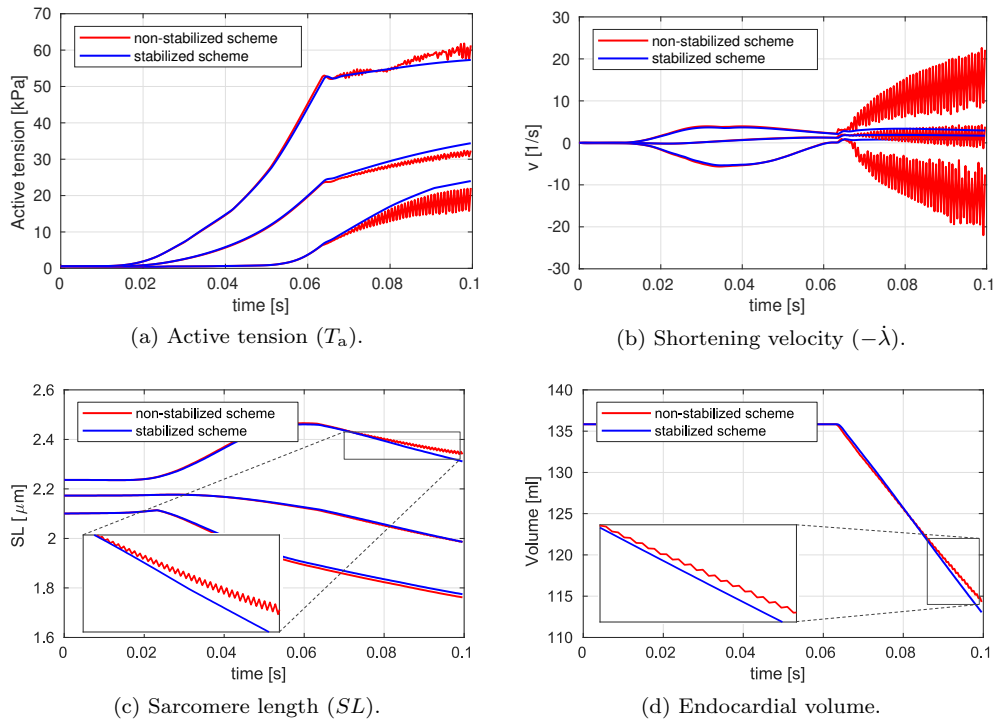 non-stabilized scheme
stabilized scheme
Active tension [kPa]
70
60
50
40
30
20
10
0
0
0.02
0.04
0.06
0.08
0.1
time [s]
(a) Active tension (Tₐ).
non-stabilized scheme
stabilized scheme
v [1/s]
30
20
10
0
-10
-20
-30
0
0.02
0.04
0.06
0.08
0.1
time [s]
(b) Shortening velocity (−λ̇).
non-stabilized scheme
stabilized scheme
SL [μm]
2.6
2.4
2.2
2
1.8
1.6
0
0.02
0.04
0.06
0.08
0.1
time [s]
(c) Sarcomere length (SL).
non-stabilized scheme
stabilized scheme
Volume [ml]
140
135
130
125
120
115
110
0
0.02
0.04
0.06
0.08
0.1
time [s]
(d) Endocardial volume.